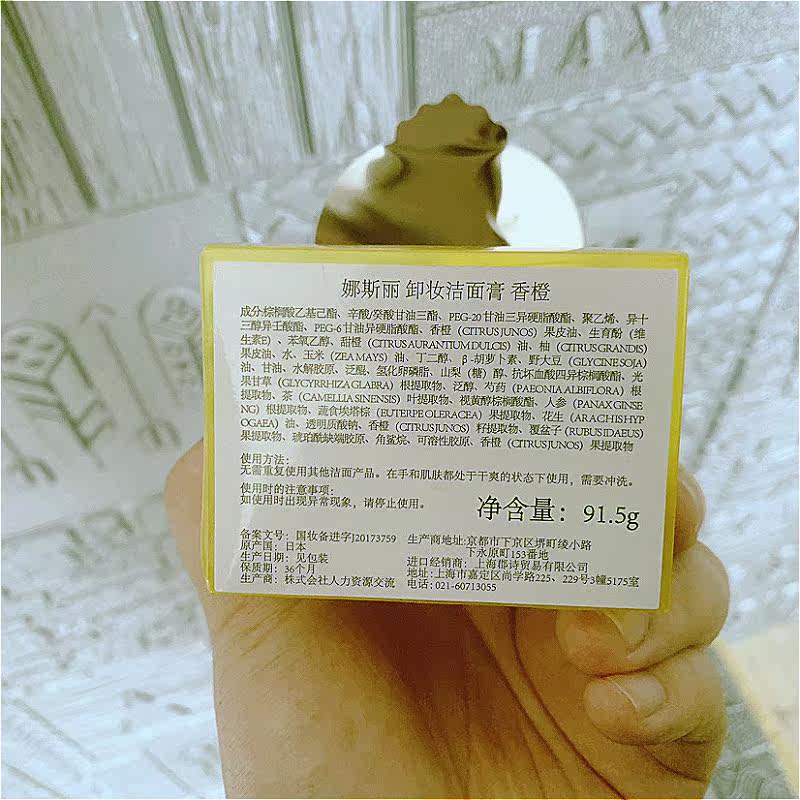 娜斯丽 卸妆洁面膏 香橙
成分:棕榈酸乙基己酯、辛酸/癸酸甘油三酯、PEG-20甘油三异硬脂酸酯、聚乙烯、异十
三醇异壬酸酯、PEG-6甘油异硬脂酸酯、香橙（CITRUS JUNOS）果皮油、生育酚（维
生素E）、苯氧乙醇、甜橙（CITRUS AURANTIUM DULCIS）油、柚（CITRUS GRANDIS）
果皮油、水、玉米（ZEA MAYS）油、丁二醇、β-胡萝卜素、野大豆（GLYCINE SOJA）
油、甘油、水解胶原、泛醌、氢化卵磷脂、山梨（糖）醇、抗坏血酸四异棕榈酸酯、光
果甘草（GLYCYRRHIZA GLABRA）根提取物、泛醇、芍药（PAEONIA ALBIFLORA）根
提取物、茶（CAMELLIA SINENSIS）叶提取物、视黄醇棕榈酸酯、人参（PANAX GINSE
NG）根提取物、蔬食埃塔棕（EUTERPE OLERACEA）果提取物、花生（ARACHIS HYP
OGAEA）油、透明质酸钠、香橙（CITRUS JUNOS）籽提取物、覆盆子（RUBUS IDAEUS）
果提取物、琥珀酰缺端胶原、角鲨烷、可溶性胶原、香橙（CITRUS JUNOS）果提取物
使用方法:
无需重复使用其他洁面产品。在手和肌肤都处于干爽的状态下使用，需要冲洗。
使用时的注意事项:
如使用时出现异常现象，请停止使用。
净含量：91.5g
备案文号：国妆备进字J20173759
原产国：日本
生产日期：见包装
保质期：36个月
生产商：株式会社人力资源交流
生产商地址:京都市下京区堺町绫小路
下永原町153番地
进口经销商：上海郡诗贸易有限公司
地址:上海市嘉定区尚学路225、229号3幢5175室
电话:021-60713055